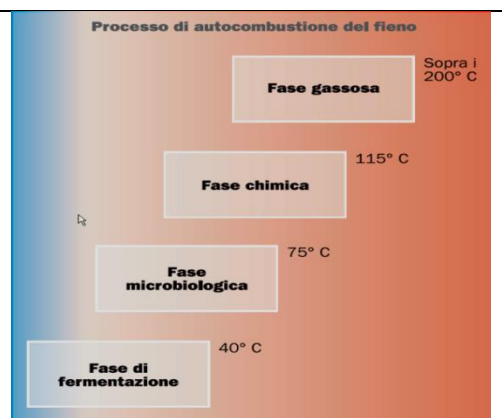 Processo di autocombustione del fieno
Sopra i
200° C
Fase gassosa
115° C
Fase chimica
75° C
Fase
microbiologica
40° C
Fase di
fermentazione